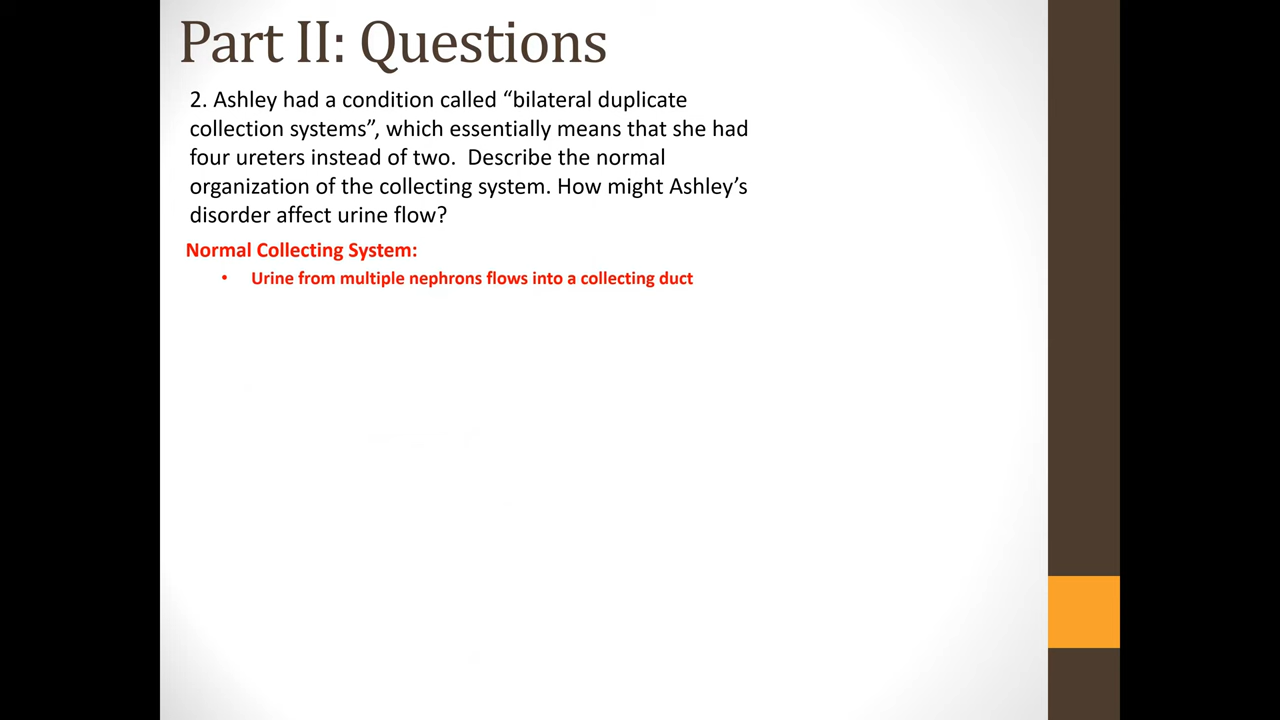 Part II: Questions
2. Ashley had a condition called “bilateral duplicate
collection systems”, which essentially means that she had
four ureters instead of two.  Describe the normal
organization of the collecting system. How might Ashley’s
disorder affect urine flow?
Normal Collecting System:
• Urine from multiple nephrons flows into a collecting duct